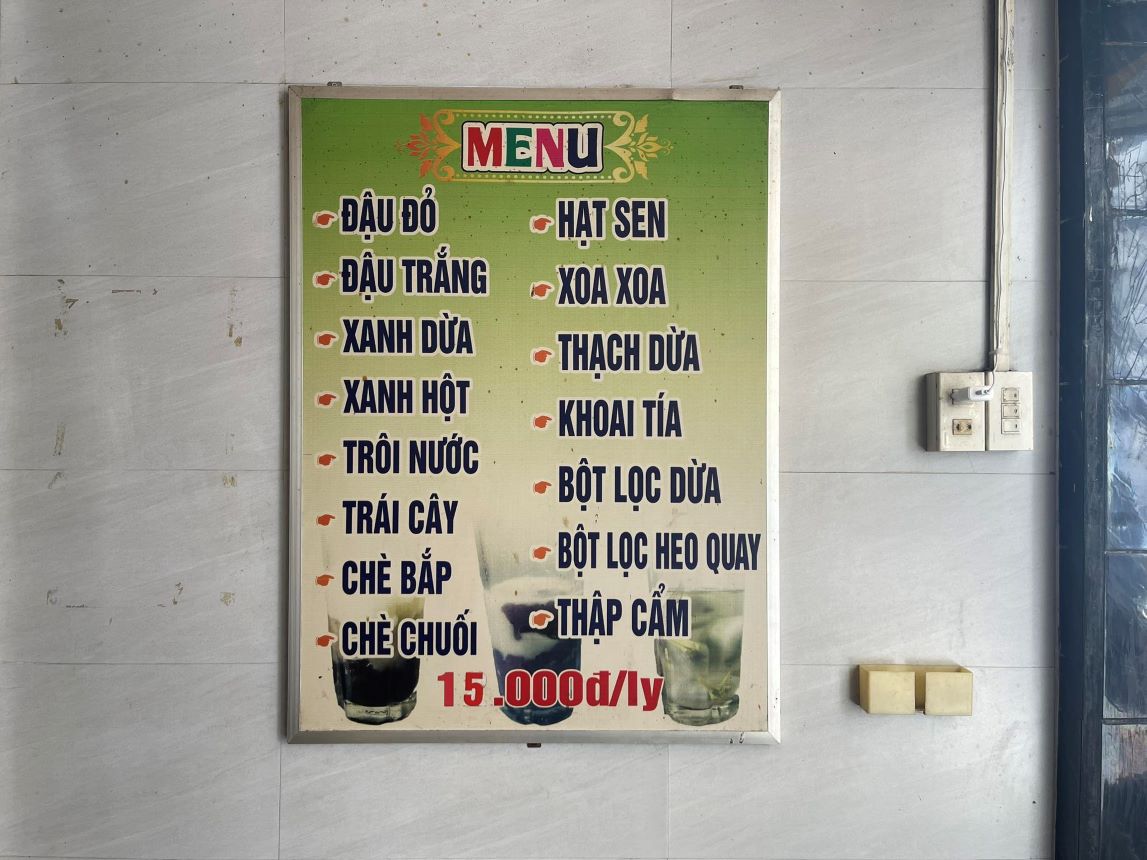 MENU
ĐẬU ĐỎ
ĐẬU TRẮNG
XANH DỪA
XANH HỘT
TRÔI NƯỚC
TRÁI CÂY
CHÈ BẮP
CHÈ CHUỐI
HẠT SEN
XOA XOA
THẠCH DỪA
KHOAI TÍA
BỘT LỌC DỪA
BỘT LỌC HEO QUAY
THẬP CẨM
15.000đ/ly